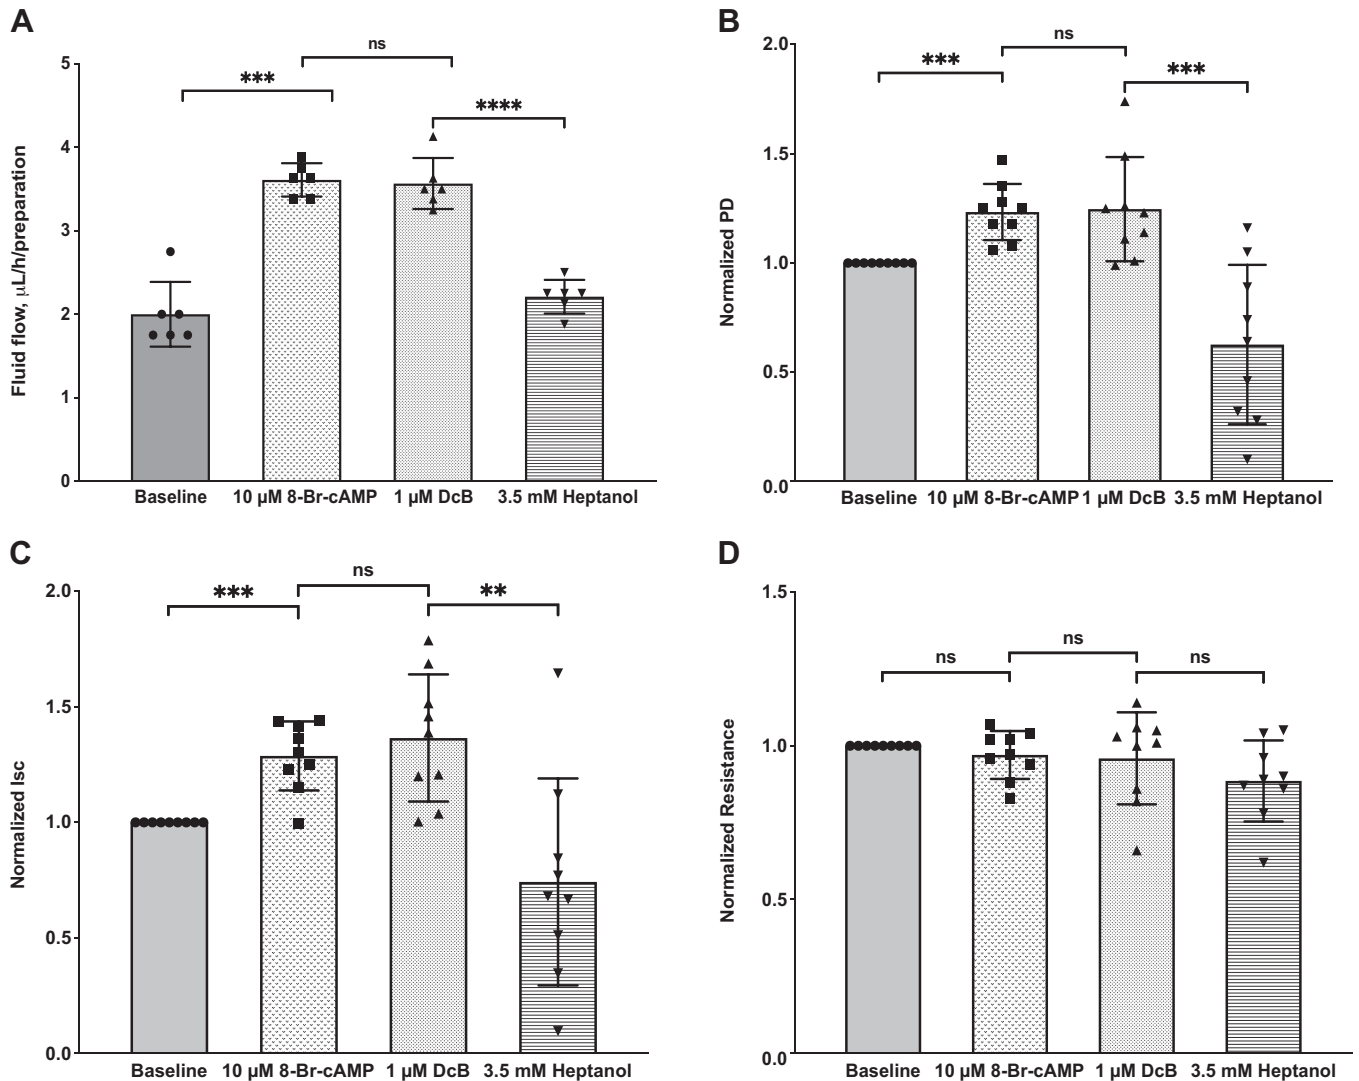 A
ns
***
****
5
4
3
2
1
0
Fluid flow, µL/h/preparation
Baseline
10 µM 8-Br-cAMP
1 µM DcB
3.5 mM Heptanol
B
ns
***
***
2.0
1.5
1.0
0.5
0.0
Normalized PD
Baseline
10 µM 8-Br-cAMP
1 µM DcB
3.5 mM Heptanol
C
ns
***
**
2.0
1.5
1.0
0.5
0.0
Normalized Isc
Baseline
10 µM 8-Br-cAMP
1 µM DcB
3.5 mM Heptanol
D
ns
ns
ns
1.5
1.0
0.5
0.0
Normalized Resistance
Baseline
10 µM 8-Br-cAMP
1 µM DcB
3.5 mM Heptanol